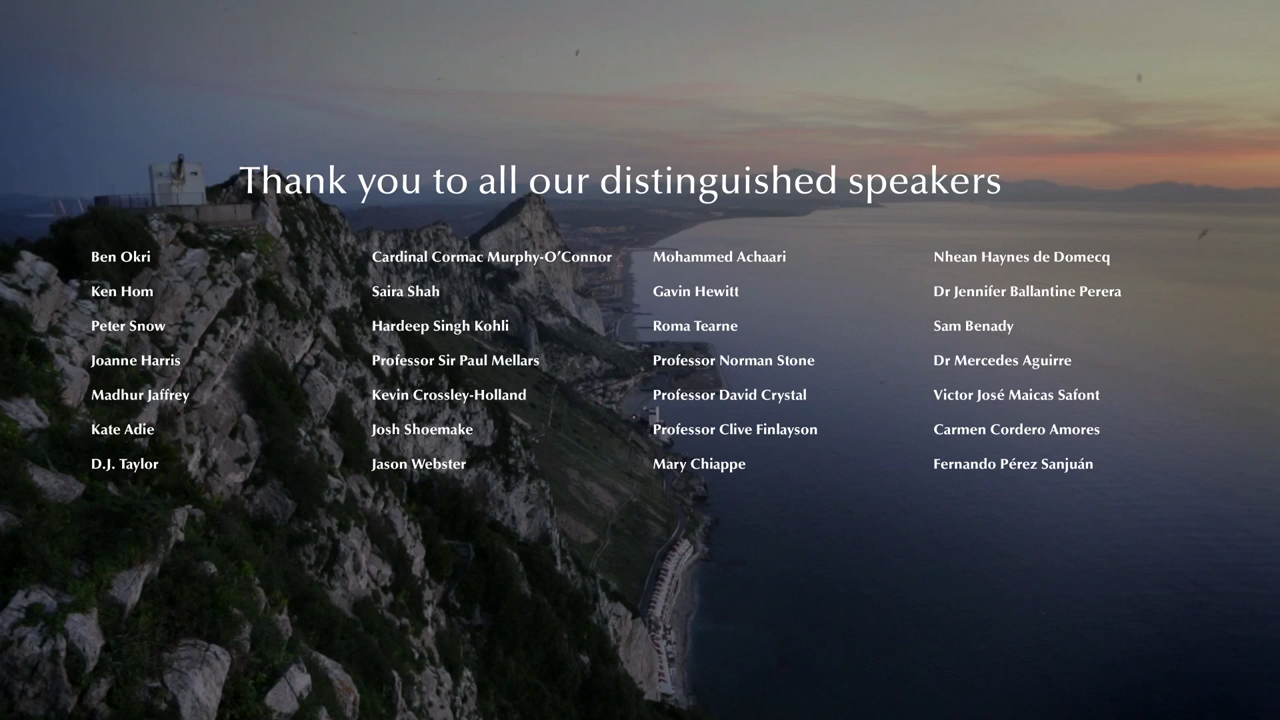 Thank you to all our distinguished speakers
Ben Okri
Ken Hom
Peter Snow
Joanne Harris
Madhur Jaffrey
Kate Adie
D.J. Taylor
Cardinal Cormac Murphy-O’Connor
Saira Shah
Hardeep Singh Kohli
Professor Sir Paul Mellars
Kevin Crossley-Holland
Josh Shoemake
Jason Webster
Mohammed Achaari
Gavin Hewitt
Roma Tearne
Professor Norman Stone
Professor David Crystal
Professor Clive Finlayson
Mary Chiappe
Nhean Haynes de Domecq
Dr Jennifer Ballantine Perera
Sam Benady
Dr Mercedes Aguirre
Victor José Maicas Safont
Carmen Cordero Amores
Fernando Pérez Sanjuán